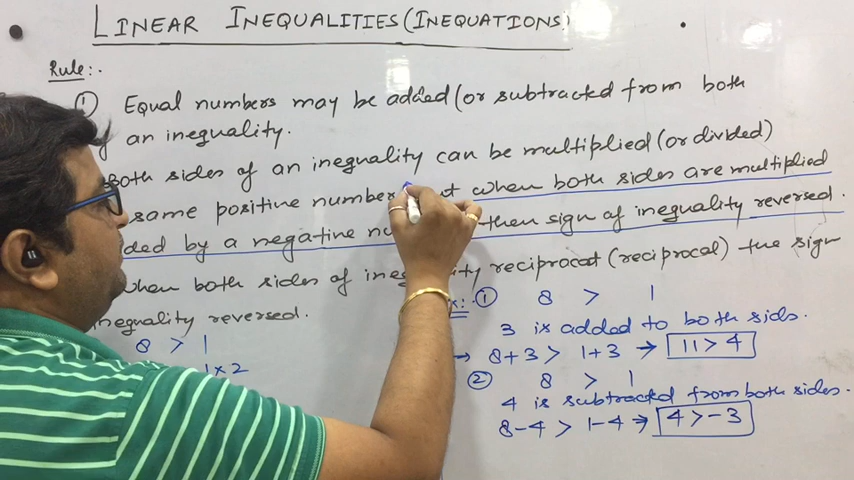 LINEAR INEQUALITIES (INEQUATIONS)
Rule:-
① Equal numbers may be added (or subtracted from both
an inequality.
Both sides of an inequality can be multiplied (or divided)
same positive number when both sides are multiplied
by a negative then sign of inequality reversed.
When both sides of inequality reciprocat (reciprocal) the sign
inequality reversed.
8 > 1
1×2
Ex:- ① 8 > 1
3 is added to both sids.
→ 8+3 > 1+3 → 11 > 4
② 8 > 1
4 is subtracted from both sides.
8-4 > 1-4 → 4 > -3